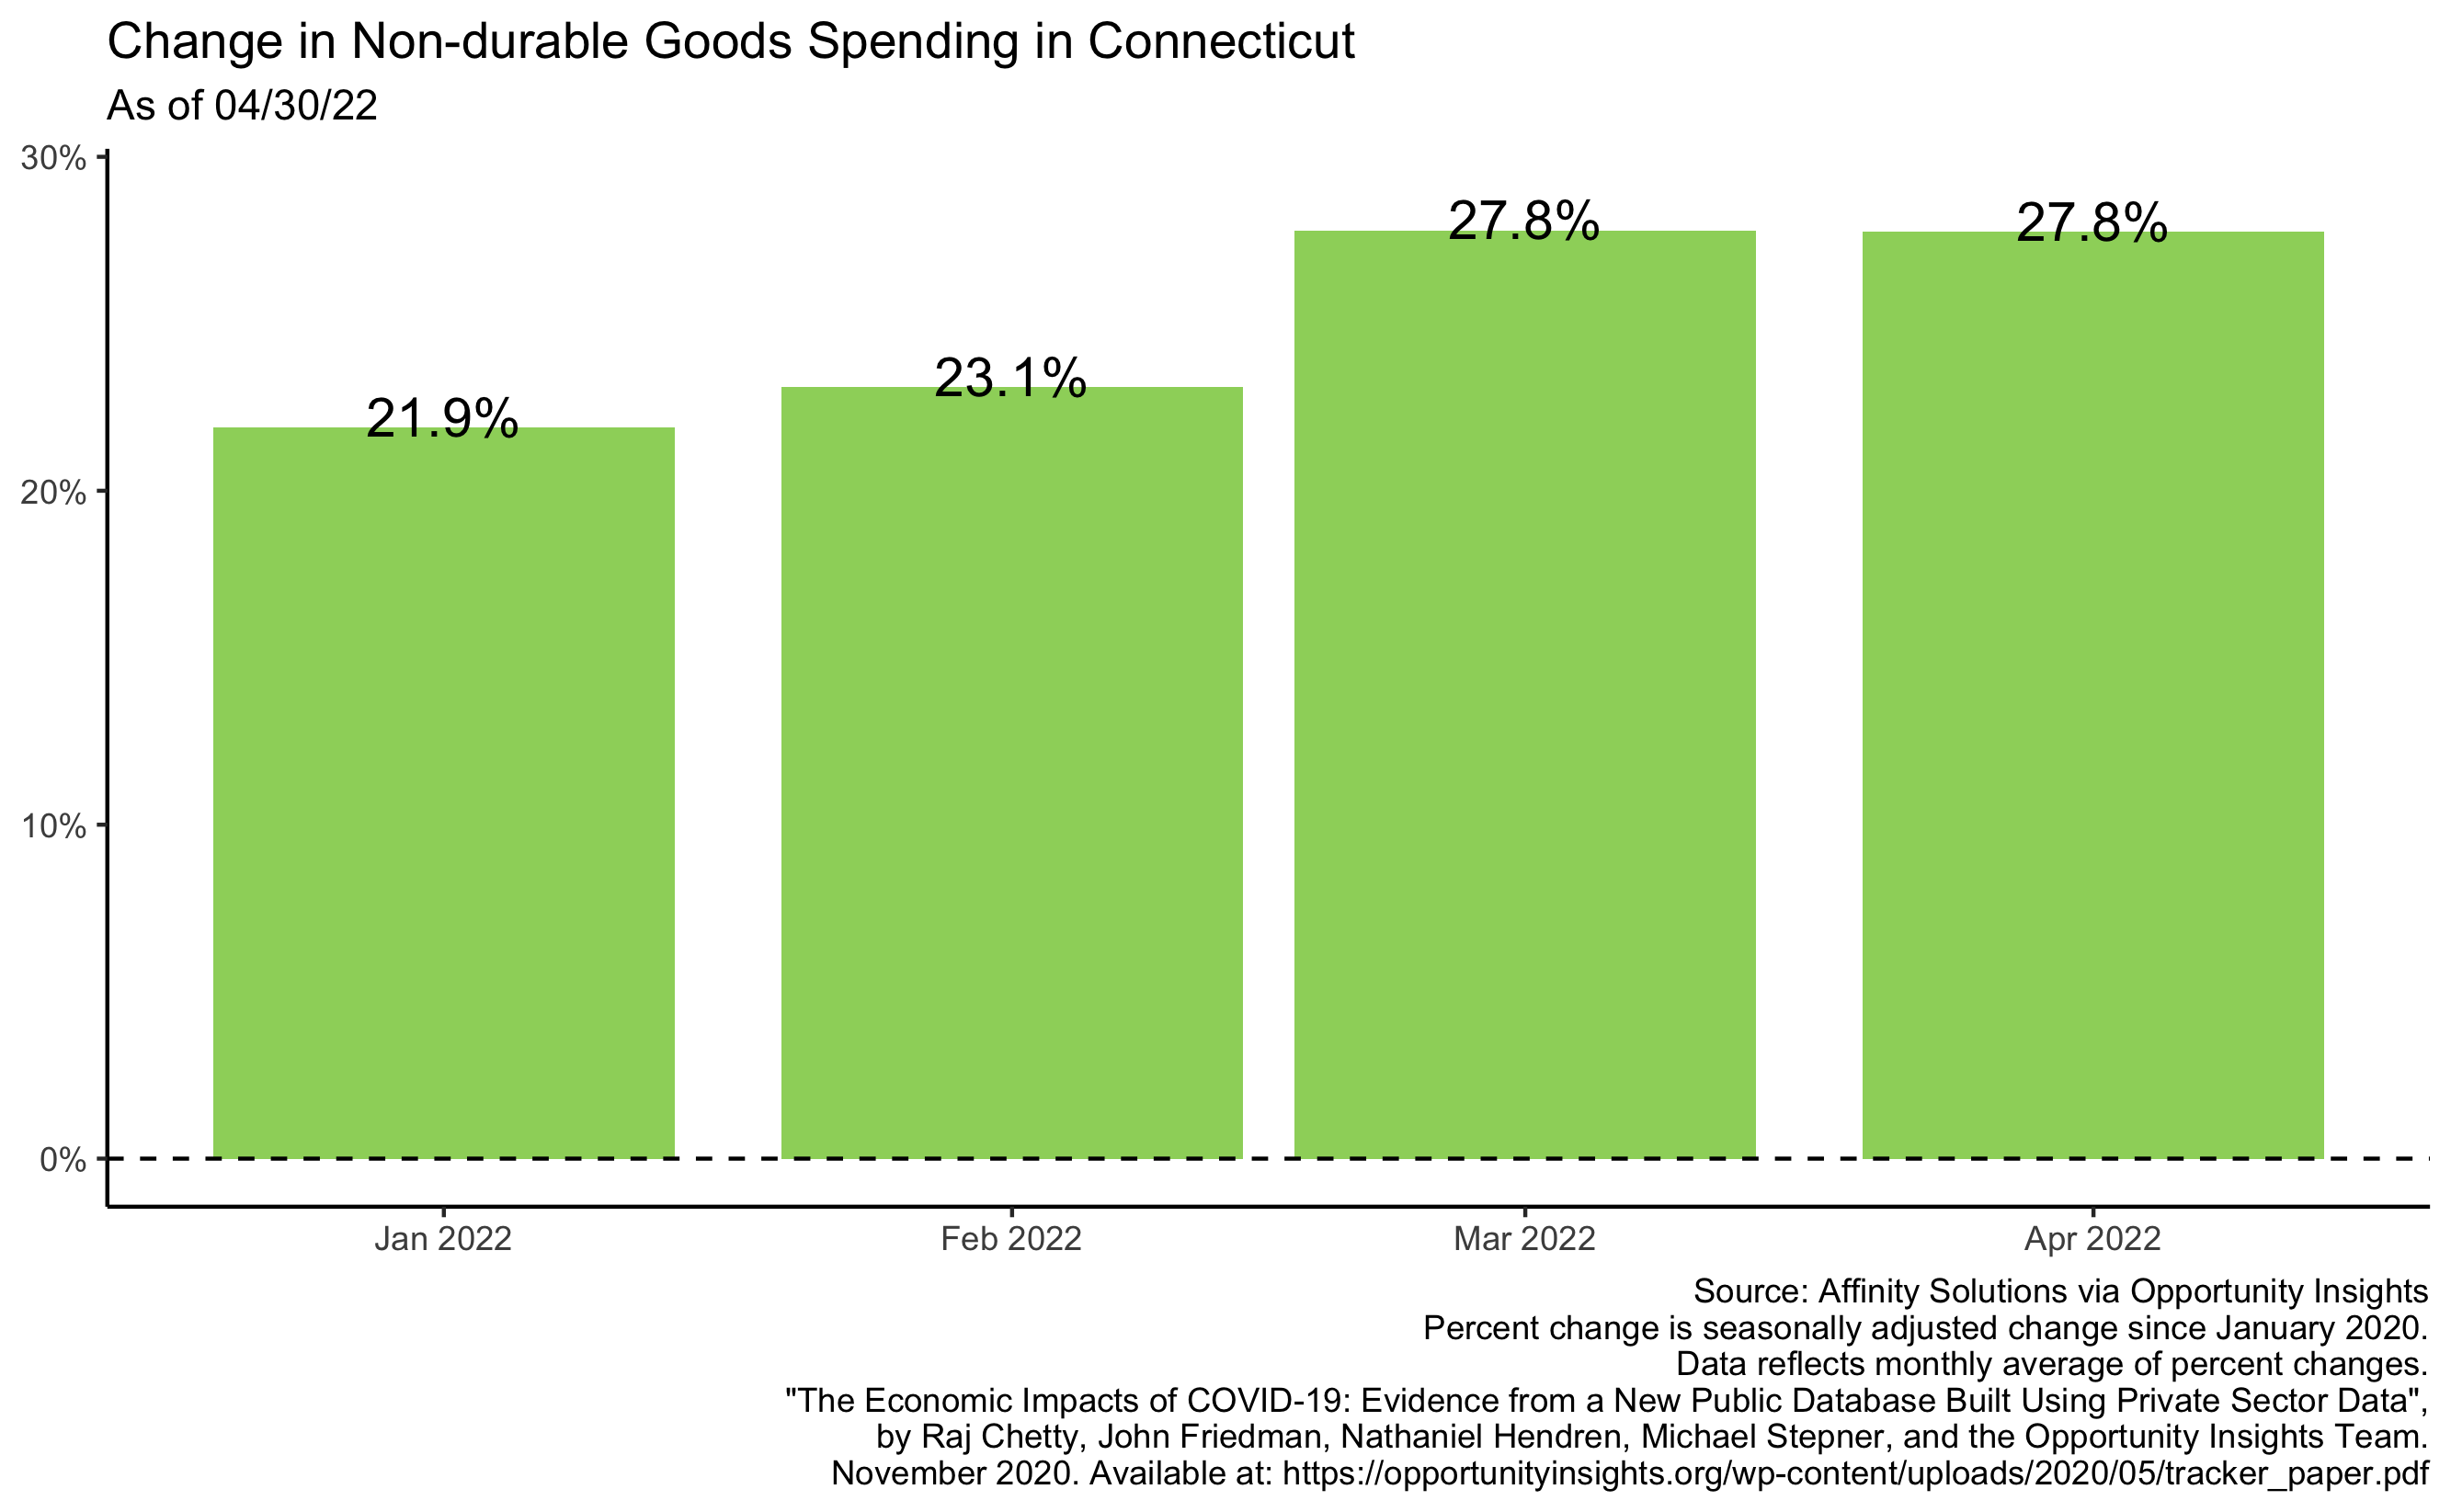 Change in Non-durable Goods Spending in Connecticut
As of 04/30/22
30%
20%
10%
0%
21.9%
23.1%
27.8%
27.8%
Jan 2022
Feb 2022
Mar 2022
Apr 2022
Source: Affinity Solutions via Opportunity Insights
Percent change is seasonally adjusted change since January 2020.
Data reflects monthly average of percent changes.
"The Economic Impacts of COVID-19: Evidence from a New Public Database Built Using Private Sector Data",
by Raj Chetty, John Friedman, Nathaniel Hendren, Michael Stepner, and the Opportunity Insights Team.
November 2020. Available at: https://opportunityinsights.org/wp-content/uploads/2020/05/tracker_paper.pdf